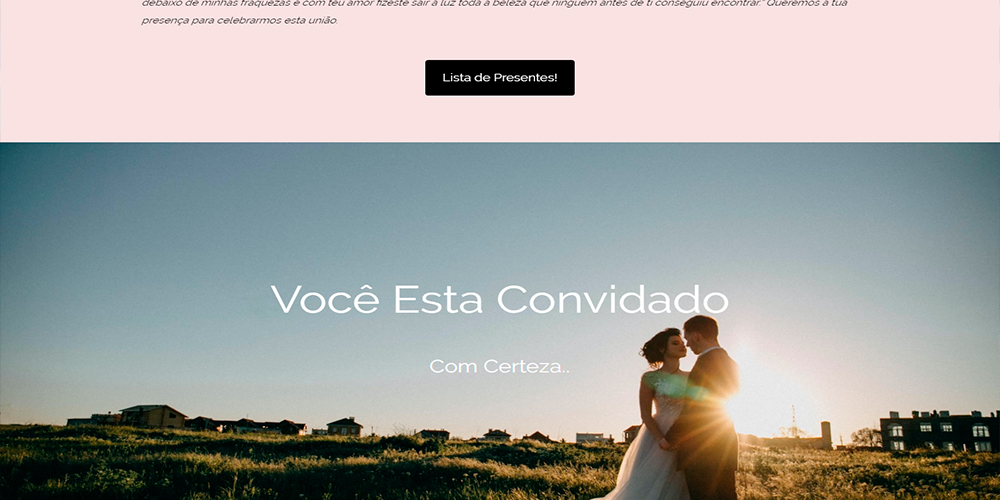 debaixo de minhas fraquezas e com teu amor fizeste sair à luz toda a beleza que ninguém antes de ti conseguiu encontrar." Queremos a tua
presença para celebrarmos esta união.
Lista de Presentes!
Você Esta Convidado
Com Certeza..